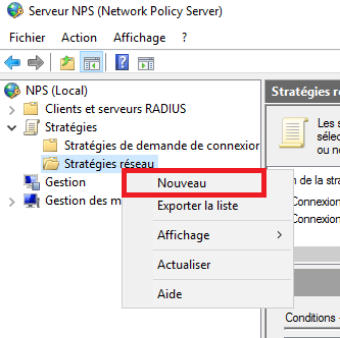 Serveur NPS (Network Policy Server)
Fichier Action Affichage ?
NPS (Local)
Clients et serveurs RADIUS
Stratégies
Stratégies de demande de connexior
Stratégies réseau
Gestion
Gestion des m
Nouveau
Exporter la liste
Affichage
Actualiser
Aide
Stratégies r
Les s
sélec
ou n
n de la stra
Connexion
Connexion
Conditions -